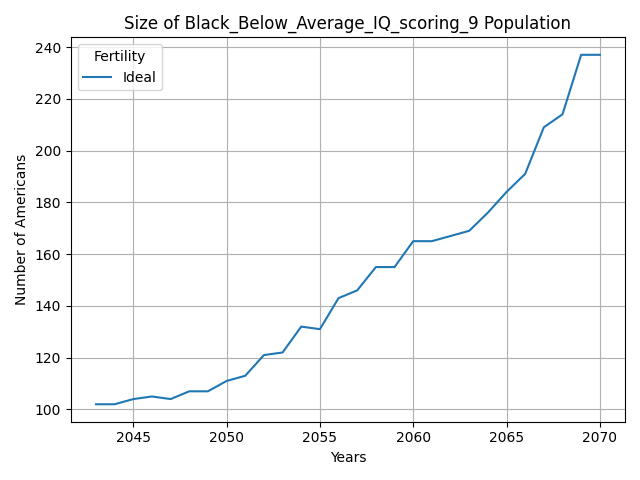 Size of Black_Below_Average_IQ_scoring_9 Population
Fertility
Ideal
240
220
200
180
160
140
120
100
Number of Americans
2045 2050 2055 2060 2065 2070
Years